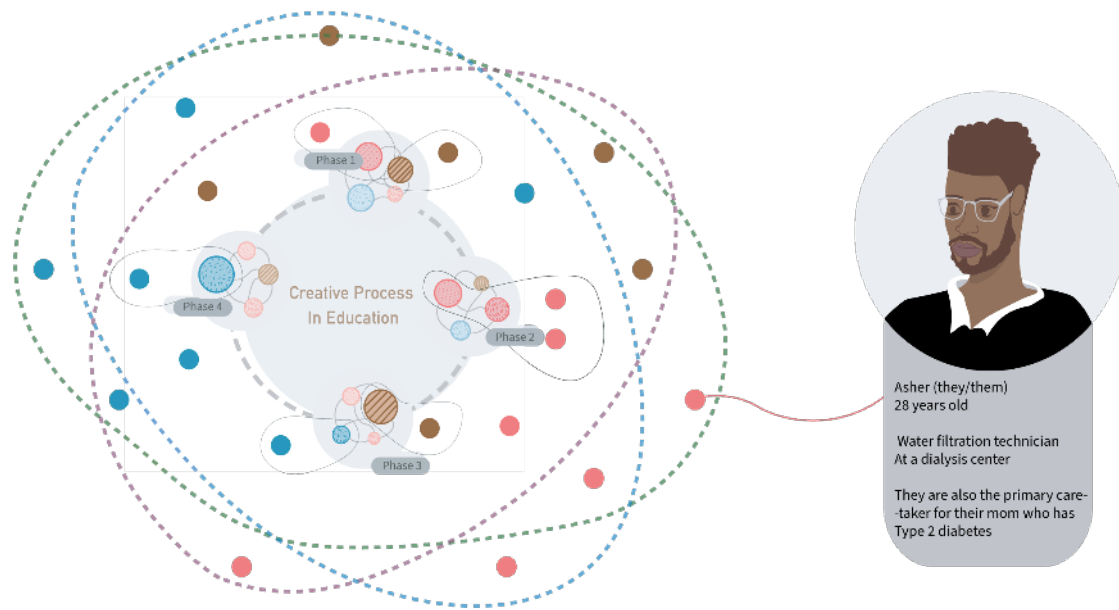 Phase 1
Creative Process
In Education
Phase 4
Phase 2
Phase 3
Asher (they/them)
28 years old
Water filtration technician
At a dialysis center
They are also the primary care-
-taker for their mom who has
Type 2 diabetes